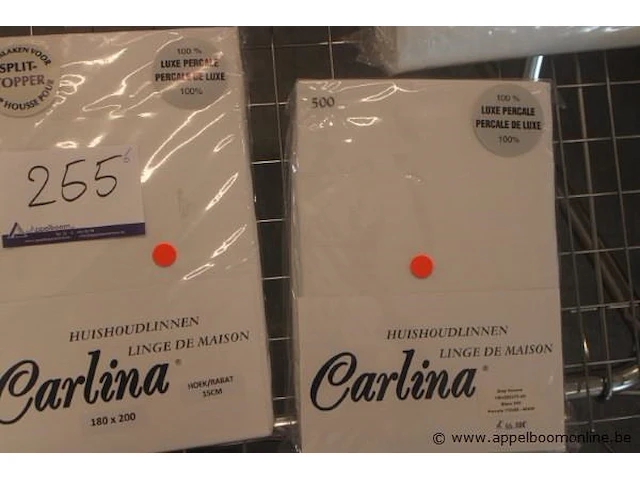 SLAKEN VOOR
SPLIT-
TOPPER
HOUSSE POUR
100 %
LUXE PERCALE
PERCALE DE LUXE
100%
255
Appelboom
HUISHOUDLINNEN
LINGE DE MAISON
Carlina®
HOEK/RABAT
15CM
180 x 200
500
100 %
LUXE PERCALE
PERCALE DE LUXE
100%
HUISHOUDLINNEN
LINGE DE MAISON
Carlina®
© www.appelboomonline.be